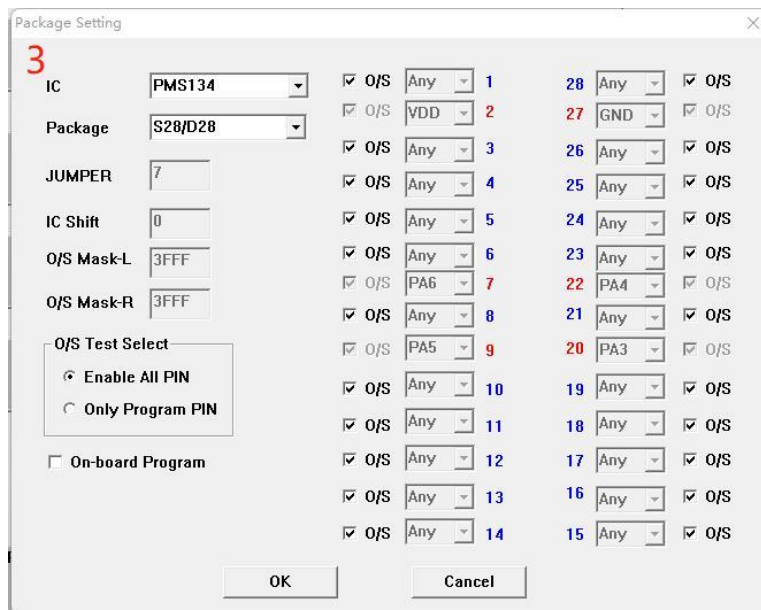 Package Setting
3
IC PMS134
Package S28/D28
JUMPER 7
IC Shift 0
O/S Mask-L 3FFF
O/S Mask-R 3FFF
O/S Test Select
Enable All PIN
Only Program PIN
On-board Program
O/S Any 1 28 Any O/S
O/S VDD 2 27 GND O/S
O/S Any 3 26 Any O/S
O/S Any 4 25 Any O/S
O/S Any 5 24 Any O/S
O/S Any 6 23 Any O/S
O/S PA6 7 22 PA4 O/S
O/S Any 8 21 Any O/S
O/S PA5 9 20 PA3 O/S
O/S Any 10 19 Any O/S
O/S Any 11 18 Any O/S
O/S Any 12 17 Any O/S
O/S Any 13 16 Any O/S
O/S Any 14 15 Any O/S
OK Cancel